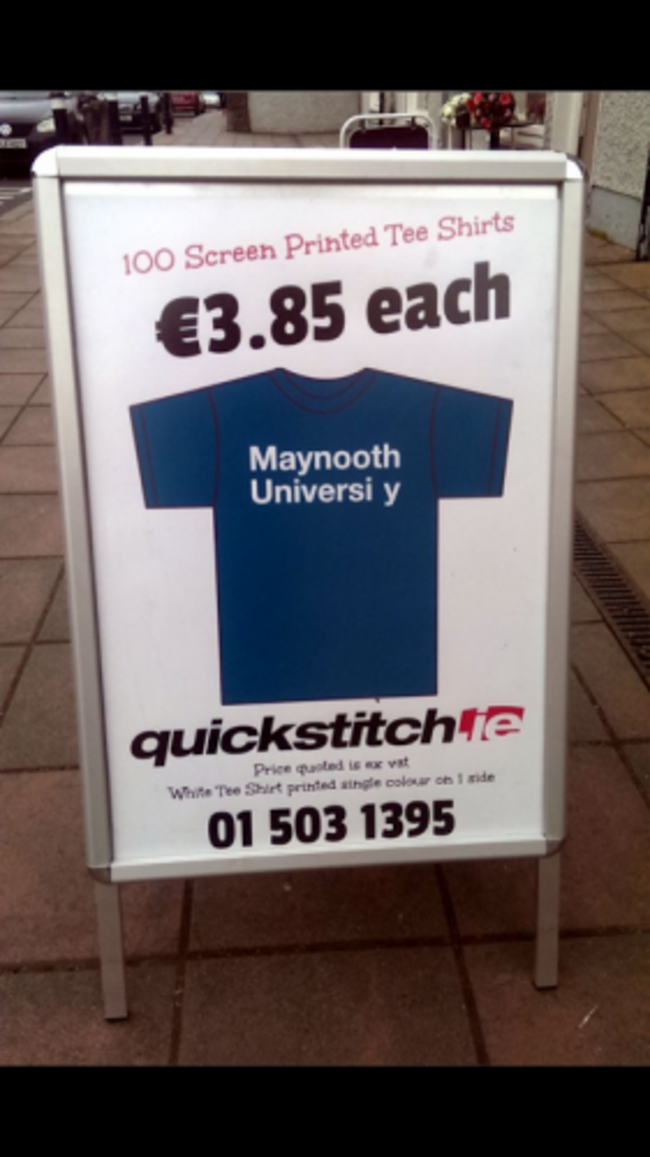 100 Screen Printed Tee Shirts
€3.85 each
Maynooth
Universi y
quickstitch.ie
Price quoted is ex vat
White Tee Shirt printed single colour on 1 side
01 503 1395